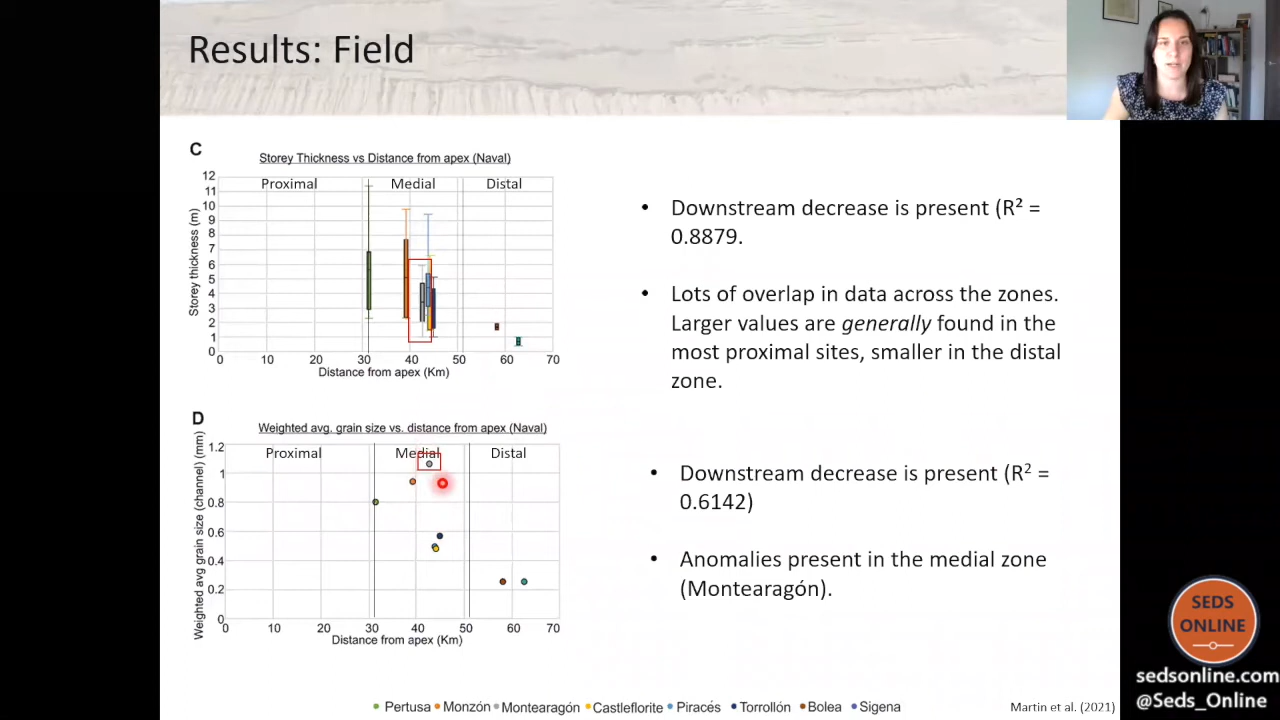 Results: Field
C
Storey Thickness vs Distance from apex (Naval)
Proximal Medial Distal
Storey thickness (m)
12
11
10
9
8
7
6
5
4
3
2
1
0
0 10 20 30 40 50 60 70
Distance from apex (Km)
• Downstream decrease is present (R² =
0.8879.
• Lots of overlap in data across the zones.
Larger values are generally found in the
most proximal sites, smaller in the distal
zone.
D
Weighted avg. grain size vs. distance from apex (Naval)
Proximal Medial Distal
Weighted avg grain size (channel) (mm)
1.2
1
0.8
0.6
0.4
0.2
0
0 10 20 30 40 50 60 70
Distance from apex (Km)
• Downstream decrease is present (R² =
0.6142)
• Anomalies present in the medial zone
(Montearagón).
Pertusa Monzón Montearagón Castleflorite Piracés Torrollón Bolea Sigena
Martin et al. (2021)
SEDS
ONLINE
sedsonline.com
@Seds_Online